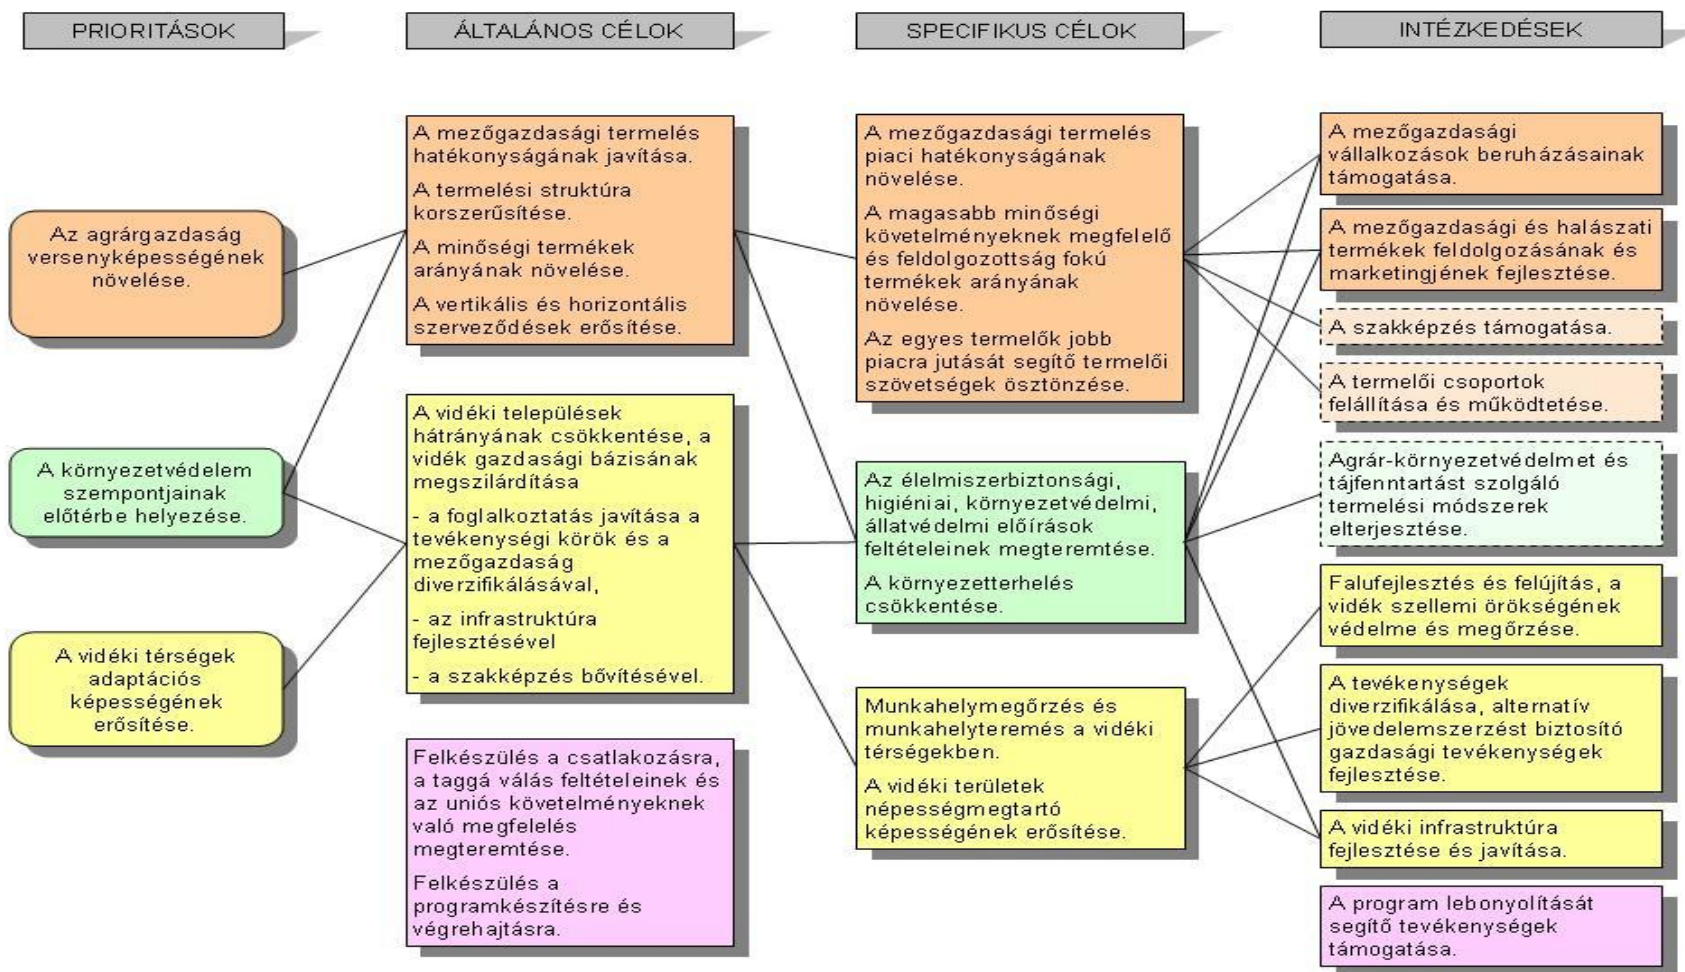 PRIORITÁSOK
ÁLTALÁNOS CÉLOK
SPECIFIKUS CÉLOK
INTÉZKEDÉSEK
Az agrárgazdaság
versenyképességének
növelése.
A környezetvédelem
szempontjainak
előtérbe helyezése.
A vidéki térségek
adaptációs
képességének
erősítése.
A mezőgazdasági termelés
hatékonyságának javítása.
A termelési struktúra
korszerűsítése.
A minőségi termékek
arányának növelése.
A vertikális és horizontális
szerveződések erősítése.
A vidéki települések
hátrányának csökkentése, a
vidék gazdasági bázisának
megszilárdítása
- a foglalkoztatás javítása a
tevékenységi körök és a
mezőgazdaság
diverzifikálásával,
- az infrastruktúra
fejlesztésével
- a szakképzés bővítésével.
Felkészülés a csatlakozásra,
a taggá válás feltételeinek és
az uniós követelményeknek
való megfelelés
megteremtése.
Felkészülés a
programkészítésre és
végrehajtásra.
A mezőgazdasági termelés
piaci hatékonyságának
növelése.
A magasabb minőségi
követelményeknek megfelelő
és feldolgozottság fokú
termékek arányának
növelése.
Az egyes termelők jobb
piacra jutását segítő termelői
szövetségek ösztönzése.
Az élelmiszerbiztonsági,
higiéniai, környezetvédelmi,
állatvédelmi előírások
feltételeinek megteremtése.
A környezetterhelés
csökkentése.
Munkahelymegőrzés és
munkahelyteremés a vidéki
térségekben.
A vidéki területek
népességmegtartó
képességének erősítése.
A mezőgazdasági
vállalkozások beruházásainak
támogatása.
A mezőgazdasági és halászati
termékek feldolgozásának és
marketingjének fejlesztése.
A szakképzés támogatása.
A termelői csoportok
felállítása és működtetése.
Agrár-környezetvédelmet és
tájfenntartást szolgáló
termelési módszerek
elterjesztése.
Falufejlesztés és felújítás, a
vidék szellemi örökségének
védelme és megőrzése.
A tevékenységek
diverzifikálása, alternatív
jövedelemszerzést biztosító
gazdasági tevékenységek
fejlesztése.
A vidéki infrastruktúra
fejlesztése és javítása.
A program lebonyolítását
segítő tevékenységek
támogatása.